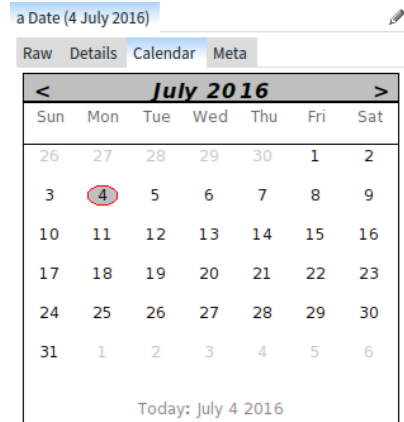 a Date (4 July 2016)
Raw Details Calendar Meta
< July 2016 >
Sun Mon Tue Wed Thu Fri Sat
26 27 28 29 30 1 2
3 4 5 6 7 8 9
10 11 12 13 14 15 16
17 18 19 20 21 22 23
24 25 26 27 28 29 30
31 1 2 3 4 5 6
Today: July 4 2016